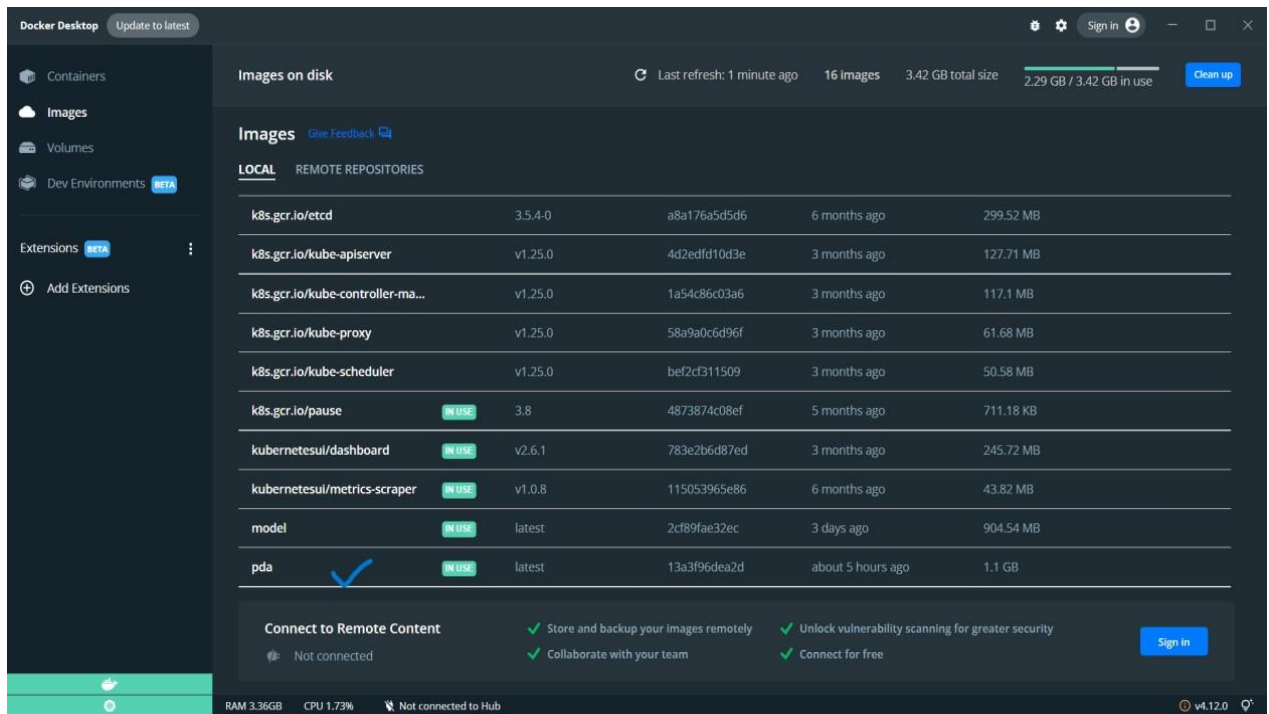 Docker Desktop Update to latest Sign in
Containers
Images
Volumes
Dev Environments BETA
Extensions BETA
Add Extensions
Images on disk Last refresh: 1 minute ago 16 images 3.42 GB total size 2.29 GB / 3.42 GB in use Clean up
Images Give Feedback
LOCAL REMOTE REPOSITORIES
k8s.gcr.io/etcd 3.5.4-0 a8a176a5d5d6 6 months ago 299.52 MB
k8s.gcr.io/kube-apiserver v1.25.0 4d2edfd10d3e 3 months ago 127.71 MB
k8s.gcr.io/kube-controller-ma... v1.25.0 1a54c86c03a6 3 months ago 117.1 MB
k8s.gcr.io/kube-proxy v1.25.0 58a9a0c6d96f 3 months ago 61.68 MB
k8s.gcr.io/kube-scheduler v1.25.0 bef2cf311509 3 months ago 50.58 MB
k8s.gcr.io/pause IN USE 3.8 4873874c08ef 5 months ago 711.18 KB
kubernetesui/dashboard IN USE v2.6.1 783e2b6d87ed 3 months ago 245.72 MB
kubernetesui/metrics-scraper IN USE v1.0.8 115053965e86 6 months ago 43.82 MB
model IN USE latest 2cf89fae32ec 3 days ago 904.54 MB
pda IN USE latest 13a3f96dea2d about 5 hours ago 1.1 GB
Connect to Remote Content
Not connected
Store and backup your images remotely
Collaborate with your team
Unlock vulnerability scanning for greater security
Connect for free
Sign in
RAM 3.36GB CPU 1.73% Not connected to Hub v4.12.0